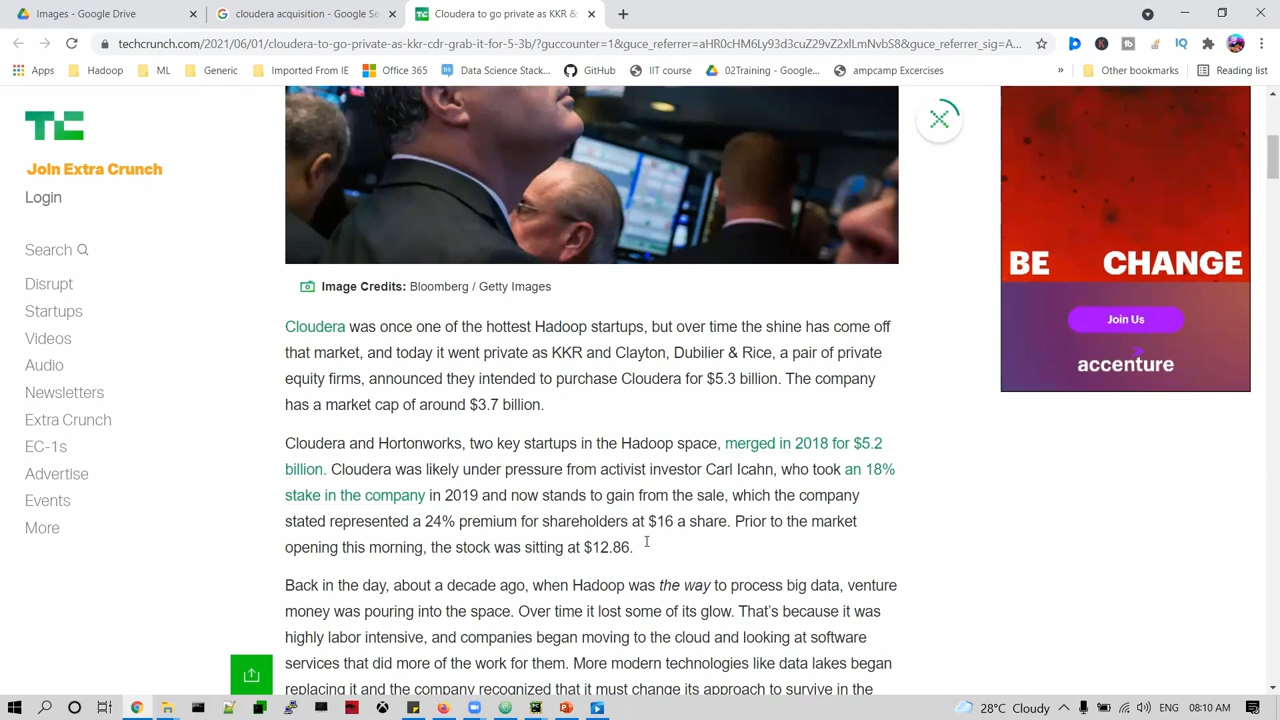 Images - Google Drive
cloudera acquisition - Google Se
Cloudera to go private as KKR &
techcrunch.com/2021/06/01/cloudera-to-go-private-as-kkr-cdr-grab-it-for-5-3b/?guccounter=1&guce_referrer=aHR0cHM6Ly93d3cuZ29vZ2xlLmNvbS8&guce_referrer_sig=A...
Apps
Hadoop
ML
Generic
Imported From IE
Office 365
Data Science Stack...
GitHub
IIT course
02Training - Google...
ampcamp Excercises
»
Other bookmarks
Reading list
TC
Join Extra Crunch
Login
Search
Disrupt
Startups
Videos
Audio
Newsletters
Extra Crunch
EC-1s
Advertise
Events
More
Image Credits: Bloomberg / Getty Images
Cloudera was once one of the hottest Hadoop startups, but over time the shine has come off
that market, and today it went private as KKR and Clayton, Dubilier & Rice, a pair of private
equity firms, announced they intended to purchase Cloudera for $5.3 billion. The company
has a market cap of around $3.7 billion.
Cloudera and Hortonworks, two key startups in the Hadoop space, merged in 2018 for $5.2
billion. Cloudera was likely under pressure from activist investor Carl Icahn, who took an 18%
stake in the company in 2019 and now stands to gain from the sale, which the company
stated represented a 24% premium for shareholders at $16 a share. Prior to the market
opening this morning, the stock was sitting at $12.86.
Back in the day, about a decade ago, when Hadoop was the way to process big data, venture
money was pouring into the space. Over time it lost some of its glow. That's because it was
highly labor intensive, and companies began moving to the cloud and looking at software
services that did more of the work for them. More modern technologies like data lakes began
replacing it and the company recognized that it must change its approach to survive in the
BE CHANGE
Join Us
accenture
28°C Cloudy
ENG
08:10 AM